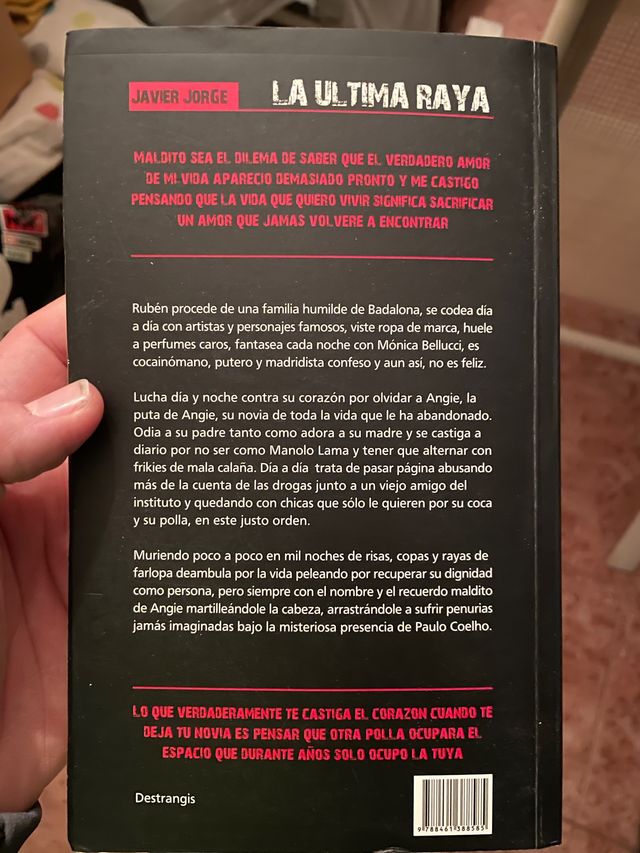 JAVIER JORGE LA ULTIMA RAYA
MALDITO SEA EL DILEMA DE SABER QUE EL VERDADERO AMOR
DE MI VIDA APARECIO DEMASIADO PRONTO Y ME CASTIGO
PENSANDO QUE LA VIDA QUE QUIERO VIVIR SIGNIFICA SACRIFICAR
UN AMOR QUE JAMAS VOLVERE A ENCONTRAR
Rubén procede de una familia humilde de Badalona, se codea día
a día con artistas y personajes famosos, viste ropa de marca, huele
a perfumes caros, fantasea cada noche con Mónica Bellucci, es
cocainómano, putero y madridista confeso y aun así, no es feliz.
Lucha día y noche contra su corazón por olvidar a Angie, la
puta de Angie, su novia de toda la vida que le ha abandonado.
Odia a su padre tanto como adora a su madre y se castiga a
diario por no ser como Manolo Lama y tener que alternar con
frikies de mala calaña. Día a día trata de pasar página abusando
más de la cuenta de las drogas junto a un viejo amigo del
instituto y quedando con chicas que sólo le quieren por su coca
y su polla, en este justo orden.
Muriendo poco a poco en mil noches de risas, copas y rayas de
farlopa deambula por la vida peleando por recuperar su dignidad
como persona, pero siempre con el nombre y el recuerdo maldito
de Angie martilleándole la cabeza, arrastrándole a sufrir penurias
jamás imaginadas bajo la misteriosa presencia de Paulo Coelho.
LO QUE VERDADERAMENTE TE CASTIGA EL CORAZON CUANDO TE
DEJA TU NOVIA ES PENSAR QUE OTRA POLLA OCUPARA EL
ESPACIO QUE DURANTE AÑOS SOLO OCUPO LA TUYA
Destrangis
9 788461 388585